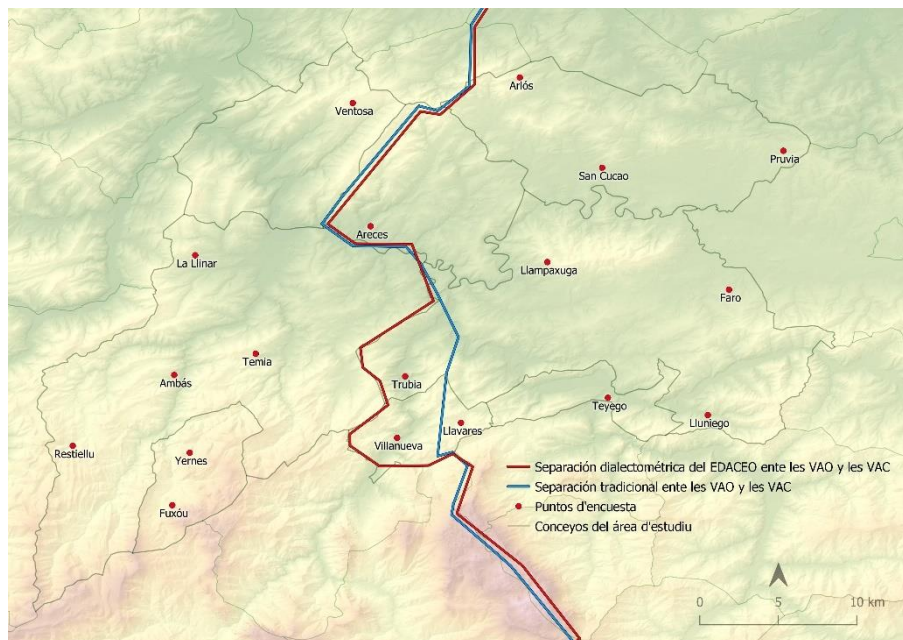 Arlós
Ventosa
Pruvia
San Cucao
Areces
La Llinar
Llampaxuga
Faro
Temia
Ambás
Trubia
Teyego
Lluniego
Llavares
Villanueva
Restiellu
Yernes
Fuxóu
Separación dialectométrica del EDACEO ente les VAO y les VAC
Separación tradicional ente les VAO y les VAC
Puntos d'encuesta
Conceyos del área d'estudiu
0 5 10 km